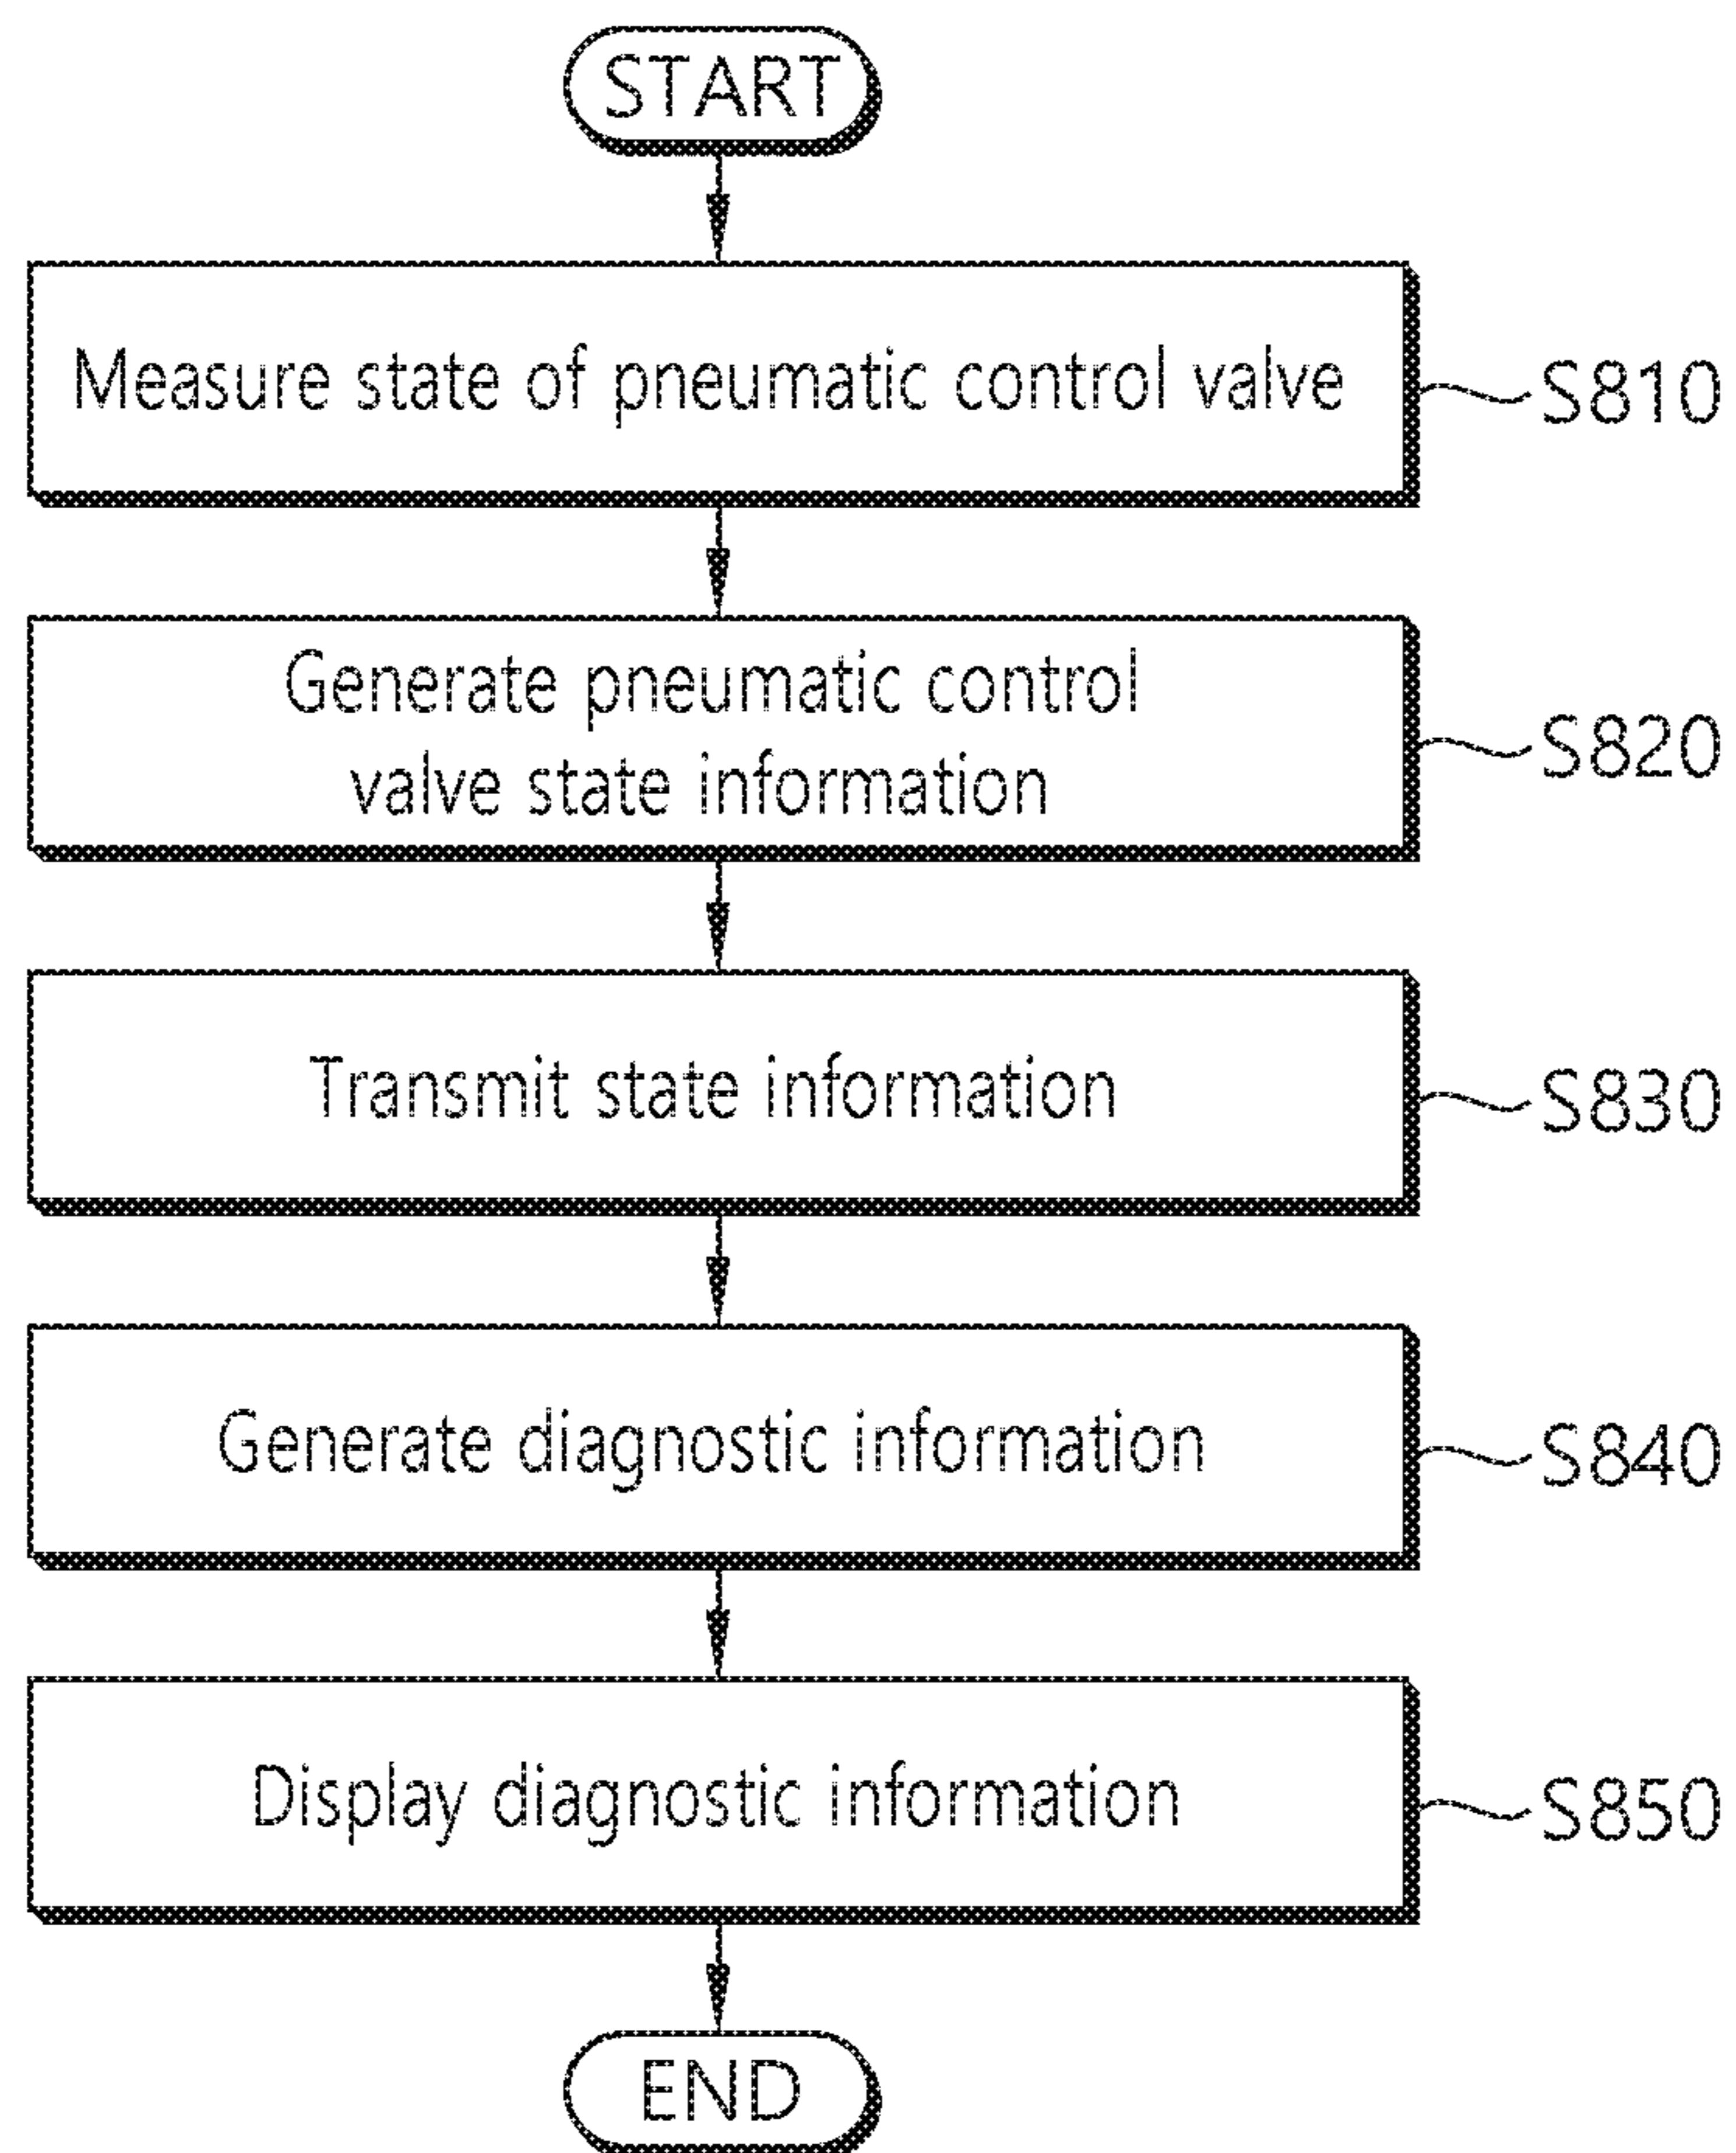 START
Measure state of pneumatic control valve
S810
Generate pneumatic control
valve state information
S820
Transmit state information
S830
Generate diagnostic information
S840
Display diagnostic information
S850
END